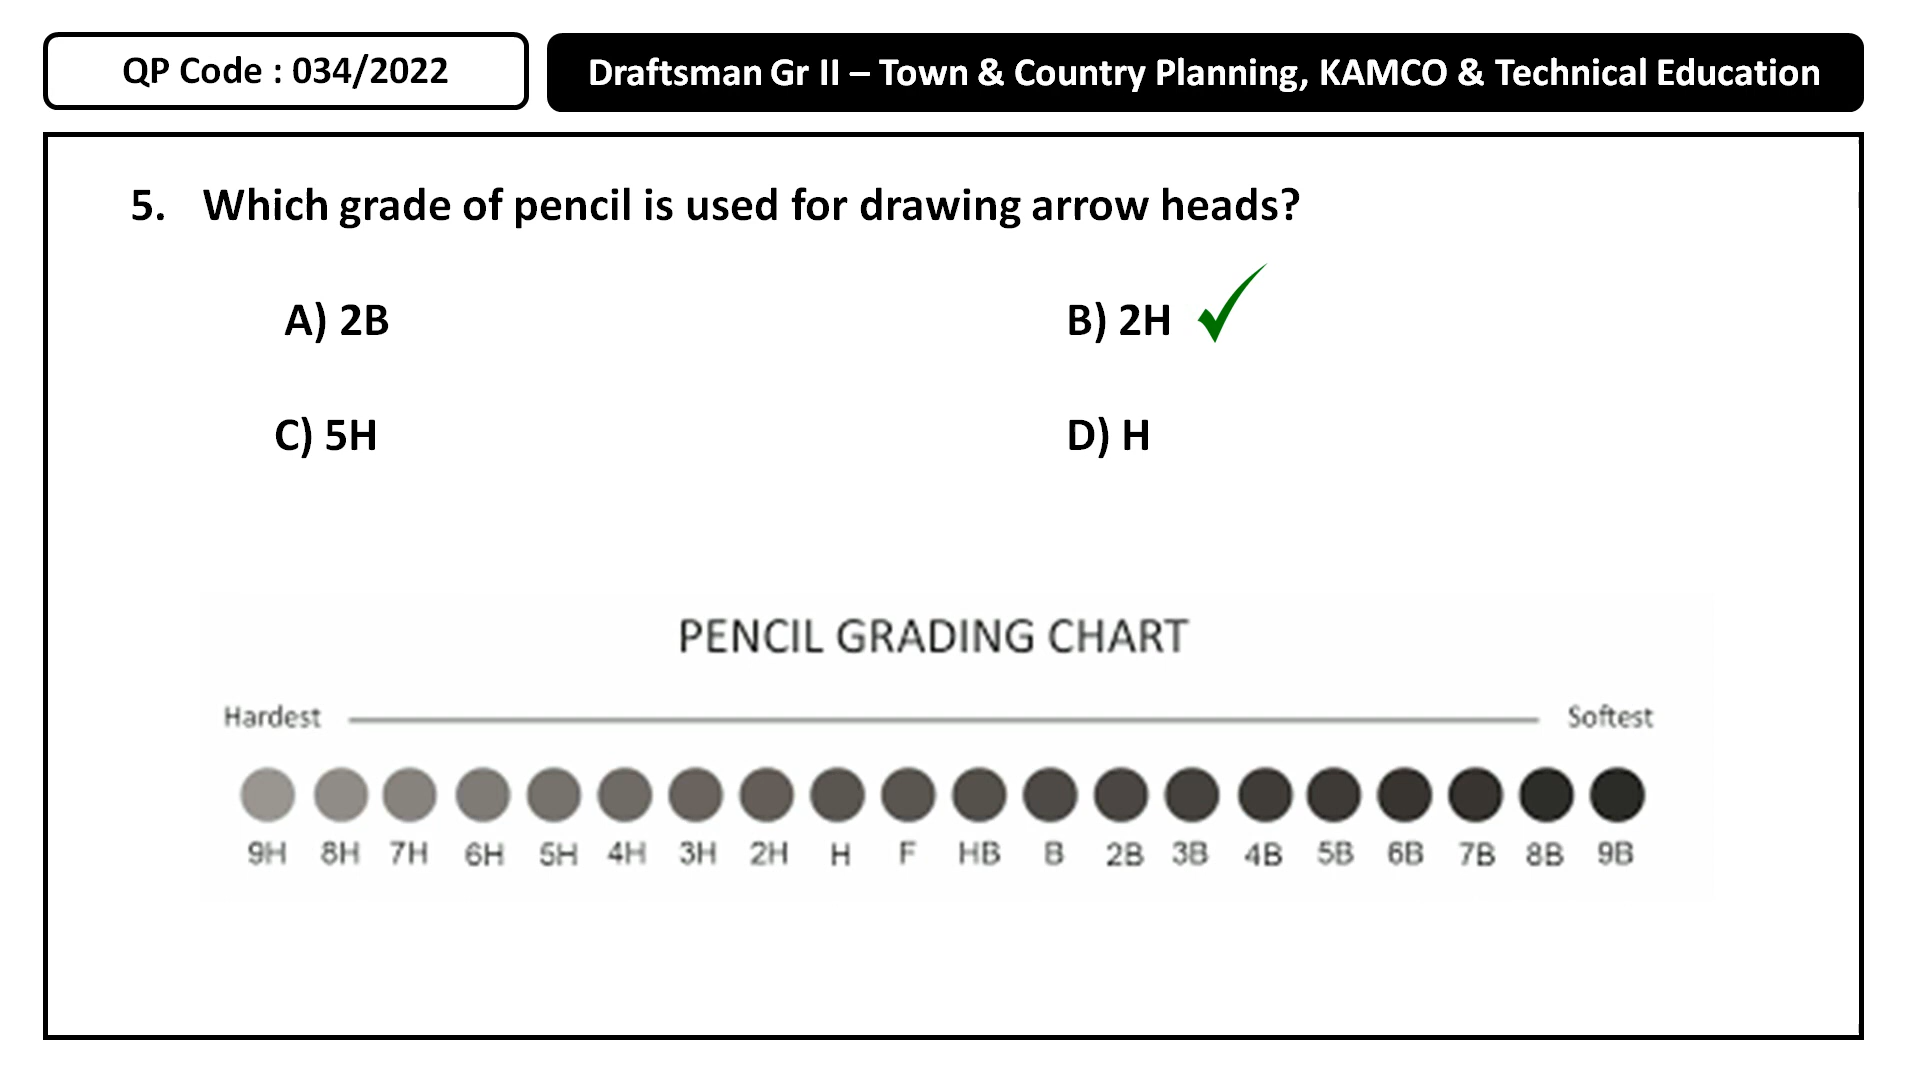 QP Code : 034/2022
Draftsman Gr II – Town & Country Planning, KAMCO & Technical Education
5. Which grade of pencil is used for drawing arrow heads?
A) 2B
B) 2H
C) 5H
D) H
PENCIL GRADING CHART
Hardest Softest
9H 8H 7H 6H 5H 4H 3H 2H H F HB B 2B 3B 4B 5B 6B 7B 8B 9B